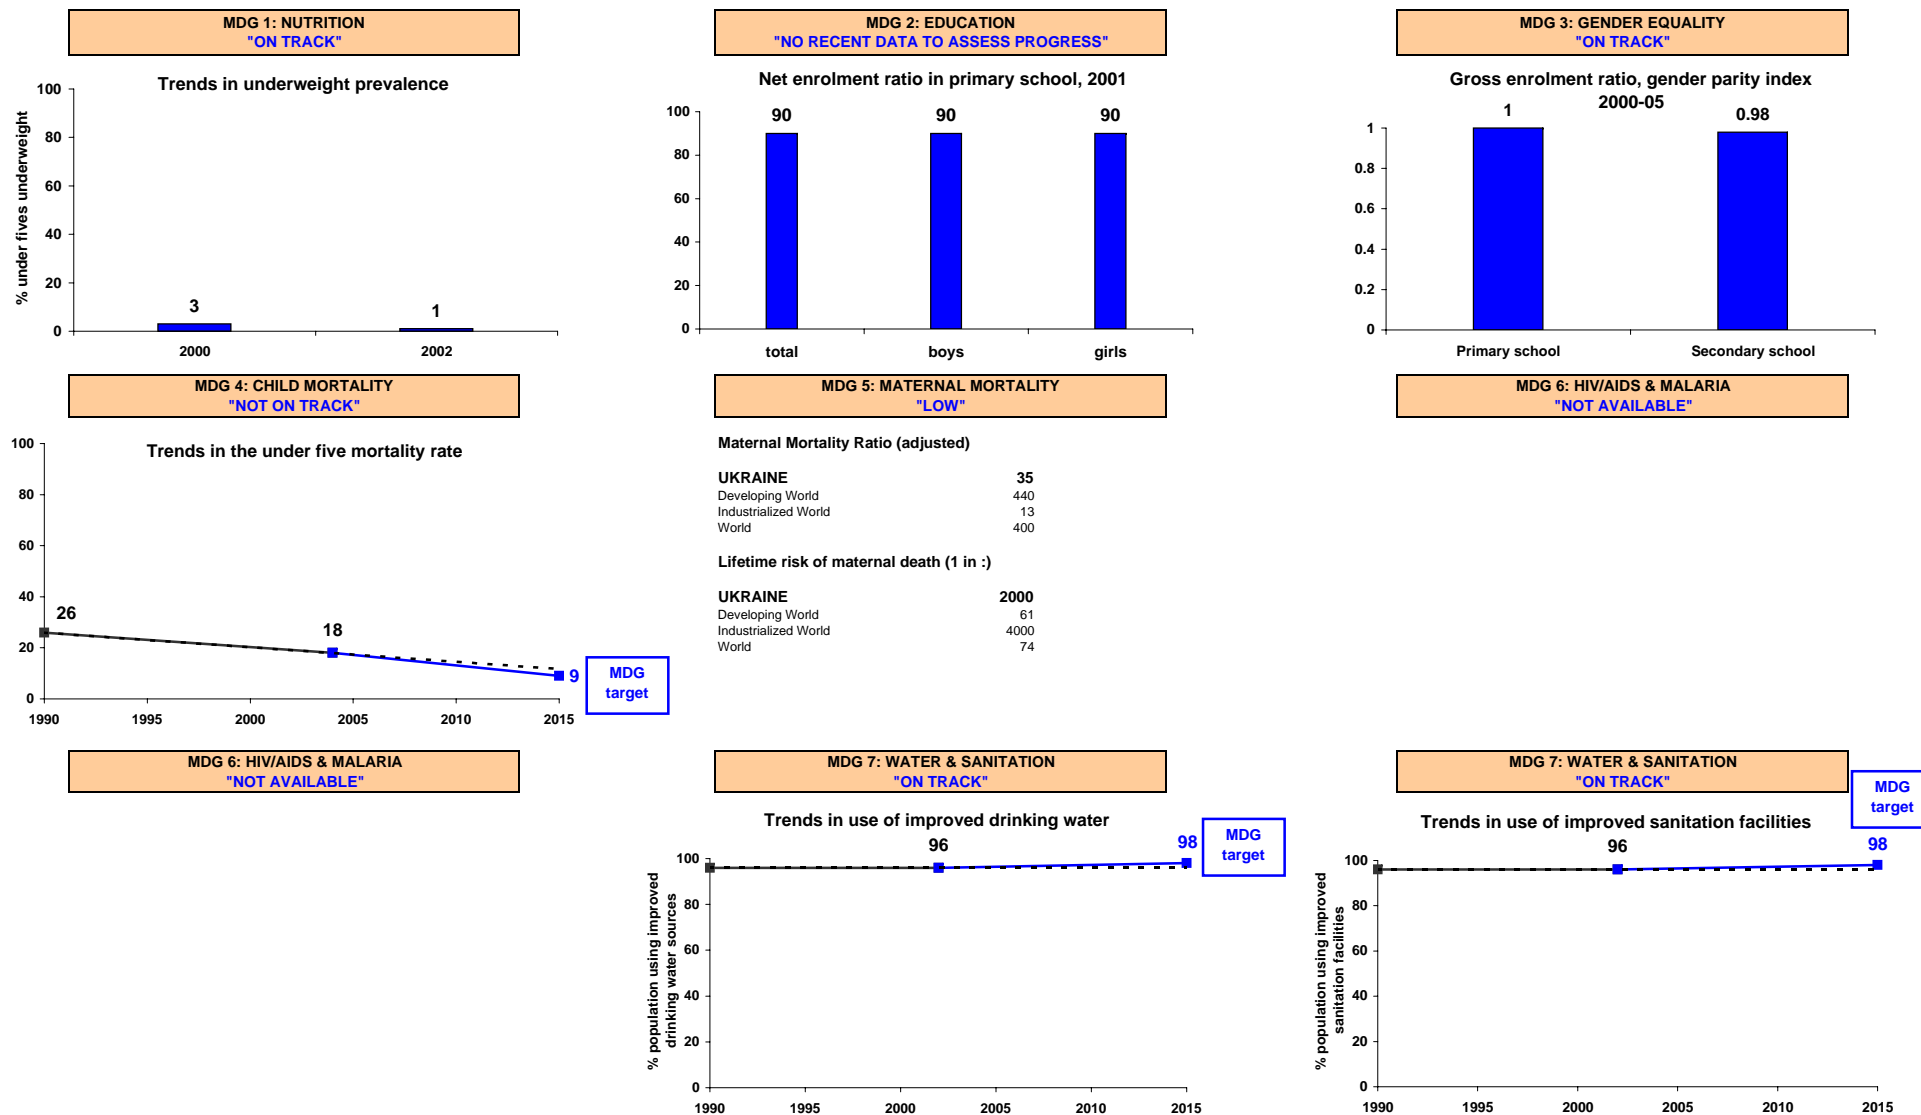 MDG 1: NUTRITION
"ON TRACK"
Trends in underweight prevalence
% under fives underweight
100
80
60
40
20
0
3
1
2000
2002
MDG 2: EDUCATION
"NO RECENT DATA TO ASSESS PROGRESS"
Net enrolment ratio in primary school, 2001
100
80
60
40
20
0
90
90
90
total
boys
girls
MDG 3: GENDER EQUALITY
"ON TRACK"
Gross enrolment ratio, gender parity index
2000-05
1
0.8
0.6
0.4
0.2
0
1
0.98
Primary school
Secondary school
MDG 4: CHILD MORTALITY
"NOT ON TRACK"
Trends in the under five mortality rate
100
80
60
40
20
0
26
18
9
MDG
target
1990
1995
2000
2005
2010
2015
MDG 5: MATERNAL MORTALITY
"LOW"
Maternal Mortality Ratio (adjusted)
UKRAINE 35
Developing World 440
Industrialized World 13
World 400
Lifetime risk of maternal death (1 in :)
UKRAINE 2000
Developing World 61
Industrialized World 4000
World 74
MDG 6: HIV/AIDS & MALARIA
"NOT AVAILABLE"
MDG 6: HIV/AIDS & MALARIA
"NOT AVAILABLE"
MDG 7: WATER & SANITATION
"ON TRACK"
Trends in use of improved drinking water
% population using improved
drinking water sources
100
80
60
40
20
0
96
98
MDG
target
1990
1995
2000
2005
2010
2015
MDG 7: WATER & SANITATION
"ON TRACK"
MDG
target
Trends in use of improved sanitation facilities
% population using improved
sanitation facilities
100
80
60
40
20
0
96
98
1990
1995
2000
2005
2010
2015